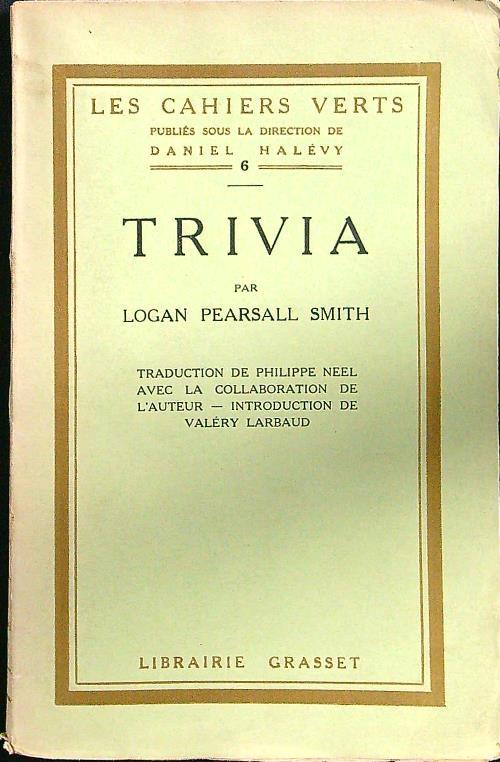 LES CAHIERS VERTS
PUBLIÉS SOUS LA DIRECTION DE
DANIEL HALÉVY
6
TRIVIA
PAR
LOGAN PEARSALL SMITH
TRADUCTION DE PHILIPPE NEEL
AVEC LA COLLABORATION DE
L'AUTEUR — INTRODUCTION DE
VALÉRY LARBAUD
LIBRAIRIE GRASSET